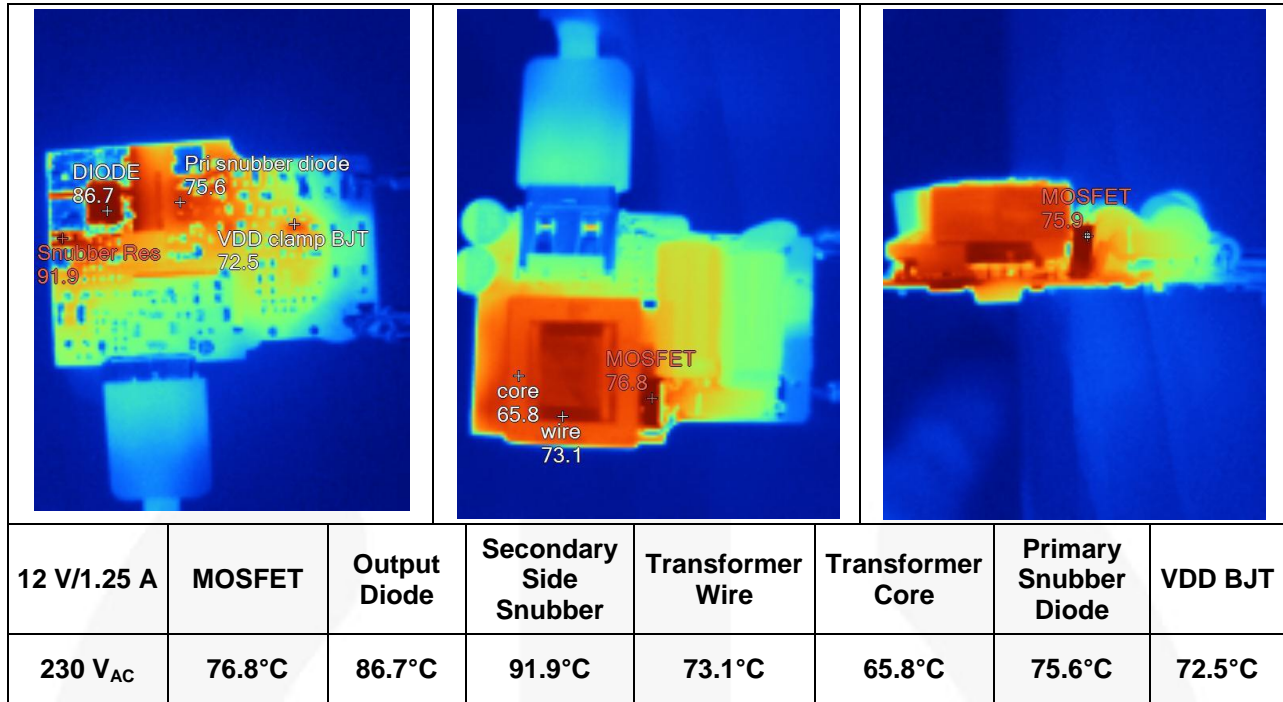 DIODE
86.7
Pri snubber diode
75.6
Snubber Res
91.9
VDD clamp BJT
72.5
core
65.8
wire
73.1
MOSFET
76.8
MOSFET
75.9
12 V/1.25 A
MOSFET
Output
Diode
Secondary
Side
Snubber
Transformer
Wire
Transformer
Core
Primary
Snubber
Diode
VDD BJT
230 VAC
76.8°C
86.7°C
91.9°C
73.1°C
65.8°C
75.6°C
72.5°C